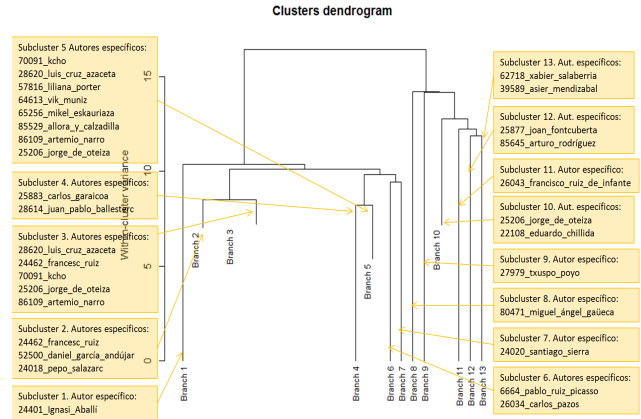 Clusters dendrogram
Subcluster 5 Autores específicos:
70091_kcho
28620_luis_cruz_azaceta
57816_liliana_porter
64613_vik_muniz
65256_mikel_eskauriaza
85529_allora_y_calzadilla
86109_artemio_narro
25206_jorge_de_oteiza
Subcluster 4. Autores específicos:
25883_carlos_garaicoa
28614_juan_pablo_ballester
Subcluster 3. Autores específicos:
28620_luis_cruz_azaceta
24462_francesc_ruiz
70091_kcho
25206_jorge_de_oteiza
86109_artemio_narro
Subcluster 2. Autores específicos:
24462_francesc_ruiz
52500_daniel_garcía_andújar
24018_pepo_salazarc
Subcluster 1. Autor específico:
24401_Ignasi_Aballí
Within-cluster variance
15
10
5
0
Branch 1
Branch 2
Branch 3
Branch 4
Branch 5
Branch 6
Branch 7
Branch 8
Branch 9
Branch 10
Branch 11
Branch 12
Branch 13
Subcluster 13. Aut. específicos:
62718_xabier_salaberria
39589_asier_mendizabal
Subcluster 12. Aut. específicos:
25877_joan_fontcuberta
85645_arturo_rodríguez
Subcluster 11. Autor específico:
26043_francisco_ruiz_de_infante
Subcluster 10. Aut. específicos:
25206_jorge_de_oteiza
22108_eduardo_chillida
Subcluster 9. Autor específico:
27979_txuspo_poyo
Subcluster 8. Autor específico:
80471_miguel_ángel_gaüeca
Subcluster 7. Autor específico:
24020_santiago_sierra
Subcluster 6. Autor específicos:
6664_pablo_ruiz_picasso
26034_carlos_pazos